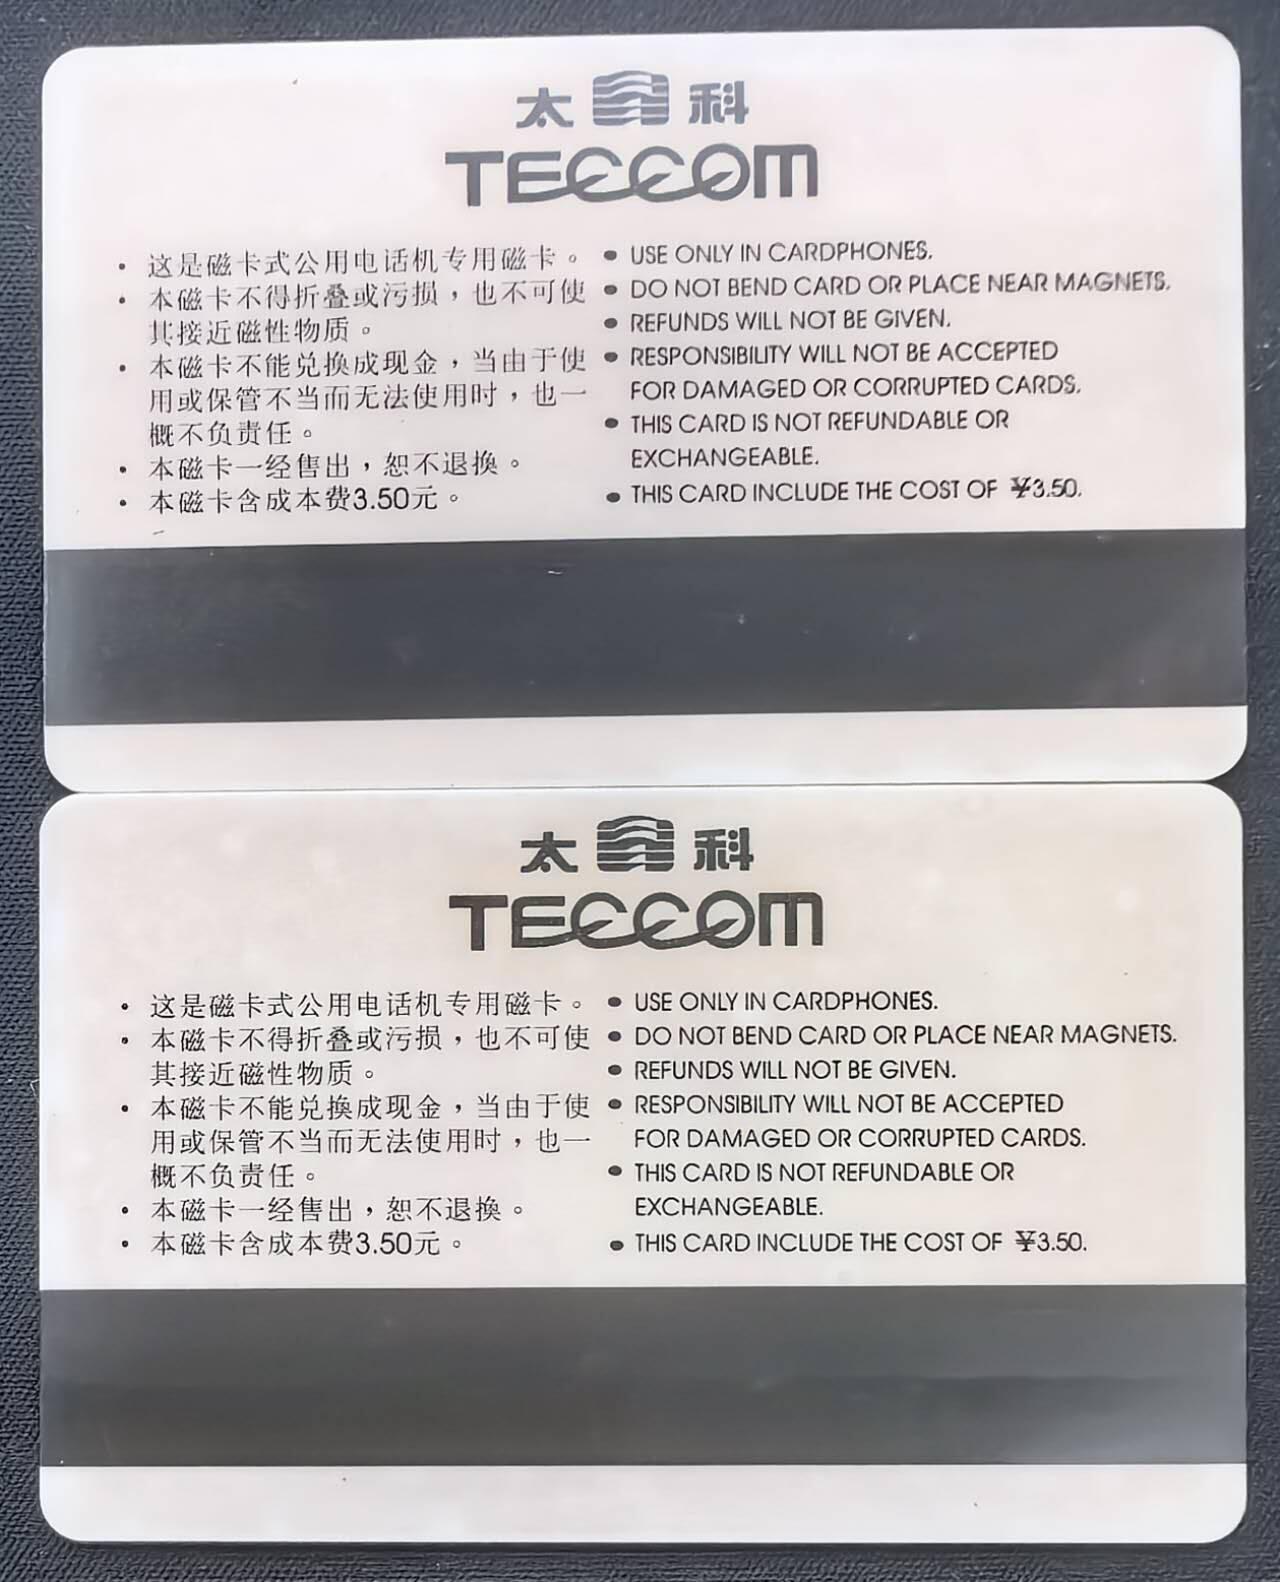 太 科
TECCOM
• 这是磁卡式公用电话机专用磁卡。
• 本磁卡不得折叠或污损，也不可使
其接近磁性物质。
• 本磁卡不能兑换成现金，当由于使
用或保管不当而无法使用时，也一
概不负责任。
• 本磁卡一经售出，恕不退换。
• 本磁卡含成本费3.50元。
• USE ONLY IN CARDPHONES.
• DO NOT BEND CARD OR PLACE NEAR MAGNETS.
• REFUNDS WILL NOT BE GIVEN.
• RESPONSIBILITY WILL NOT BE ACCEPTED
FOR DAMAGED OR CORRUPTED CARDS.
• THIS CARD IS NOT REFUNDABLE OR
EXCHANGEABLE.
• THIS CARD INCLUDE THE COST OF ¥3.50.
太 科
TECCOM
• 这是磁卡式公用电话机专用磁卡。
• 本磁卡不得折叠或污损，也不可使
其接近磁性物质。
• 本磁卡不能兑换成现金，当由于使
用或保管不当而无法使用时，也一
概不负责任。
• 本磁卡一经售出，恕不退换。
• 本磁卡含成本费3.50元。
• USE ONLY IN CARDPHONES.
• DO NOT BEND CARD OR PLACE NEAR MAGNETS.
• REFUNDS WILL NOT BE GIVEN.
• RESPONSIBILITY WILL NOT BE ACCEPTED
FOR DAMAGED OR CORRUPTED CARDS.
• THIS CARD IS NOT REFUNDABLE OR
EXCHANGEABLE.
• THIS CARD INCLUDE THE COST OF ¥3.50.